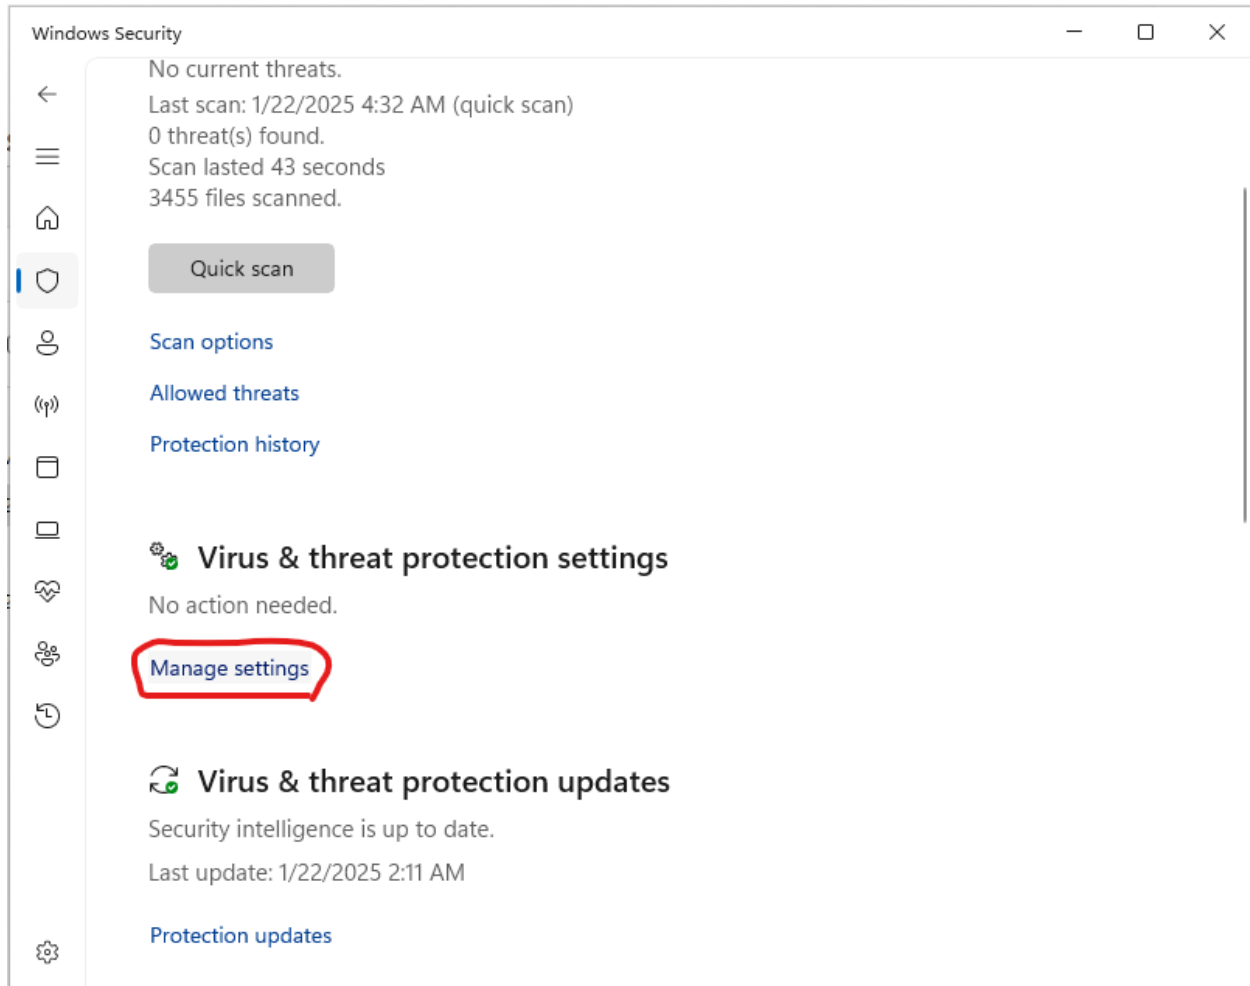 Windows Security
No current threats.
Last scan: 1/22/2025 4:32 AM (quick scan)
0 threat(s) found.
Scan lasted 43 seconds
3455 files scanned.
Quick scan
Scan options
Allowed threats
Protection history
Virus & threat protection settings
No action needed.
Manage settings
Virus & threat protection updates
Security intelligence is up to date.
Last update: 1/22/2025 2:11 AM
Protection updates